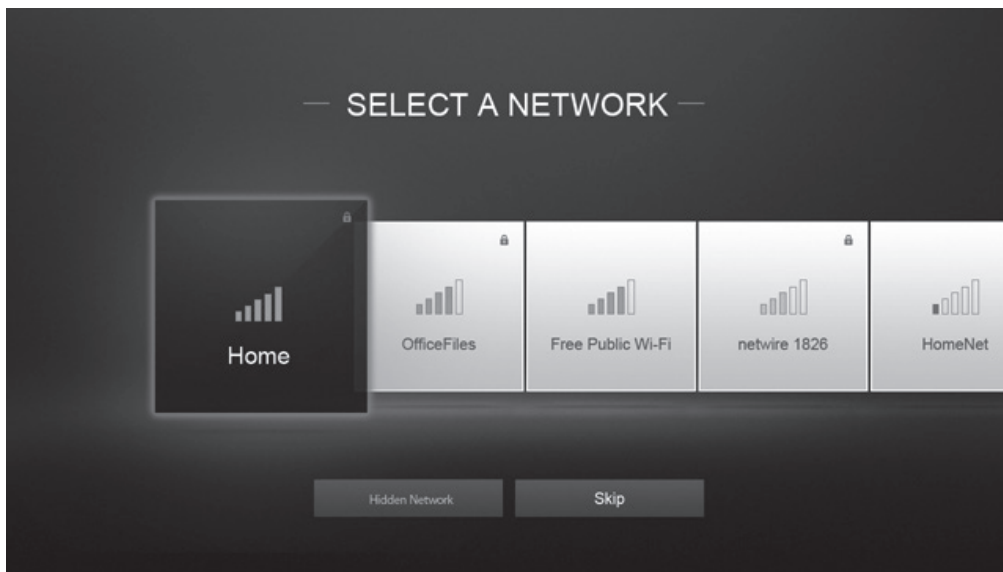 SELECT A NETWORK
Home
OfficeFiles
Free Public Wi-Fi
netwire 1826
HomeNet
Hidden Network
Skip